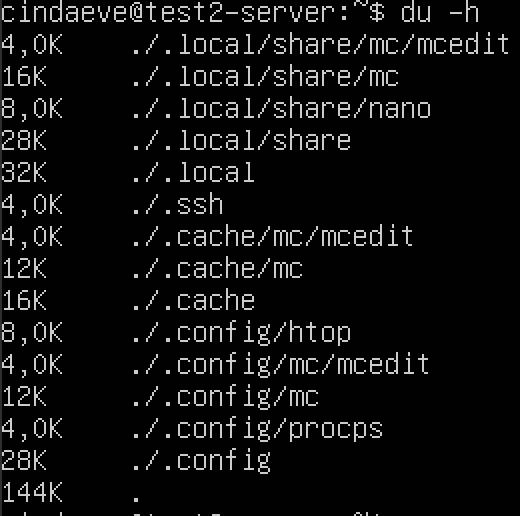 cindaeve@test2-server:~$ du -h
4,0K ./.local/share/mc/mcedit
16K ./.local/share/mc
8,0K ./.local/share/nano
28K ./.local/share
32K ./.local
4,0K ./.ssh
4,0K ./.cache/mc/mcedit
12K ./.cache/mc
16K ./.cache
8,0K ./.config/htop
4,0K ./.config/mc/mcedit
12K ./.config/mc
4,0K ./.config/procps
28K ./.config
144K .